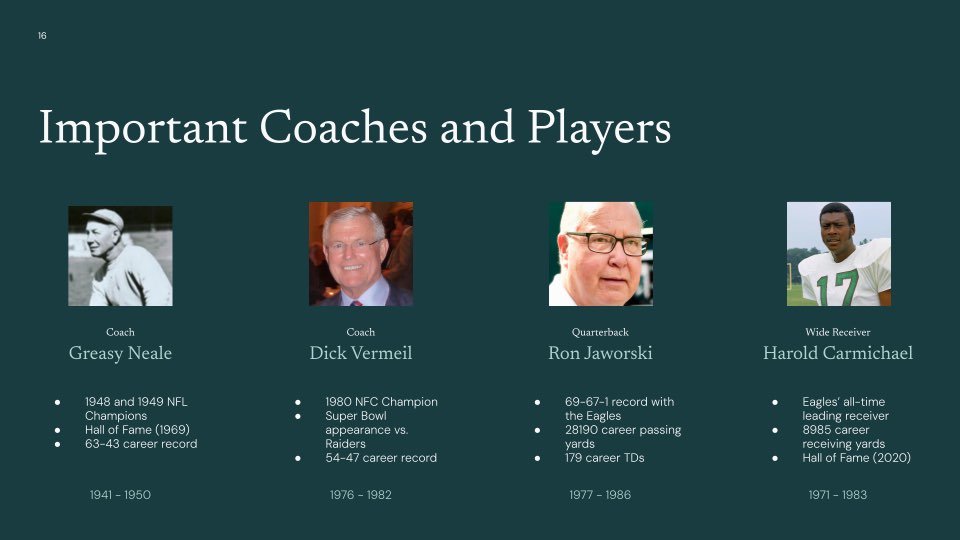 16
Important Coaches and Players
Coach
Greasy Neale
● 1948 and 1949 NFL
Champions
● Hall of Fame (1969)
● 63-43 career record
1941 - 1950
Coach
Dick Vermeil
● 1980 NFC Champion
● Super Bowl
appearance vs.
Raiders
● 54-47 career record
1976 - 1982
Quarterback
Ron Jaworski
● 69-67-1 record with
the Eagles
● 28190 career passing
yards
● 179 career TDs
1977 - 1986
Wide Receiver
Harold Carmichael
● Eagles' all-time
leading receiver
● 8985 career
receiving yards
● Hall of Fame (2020)
1971 - 1983
17